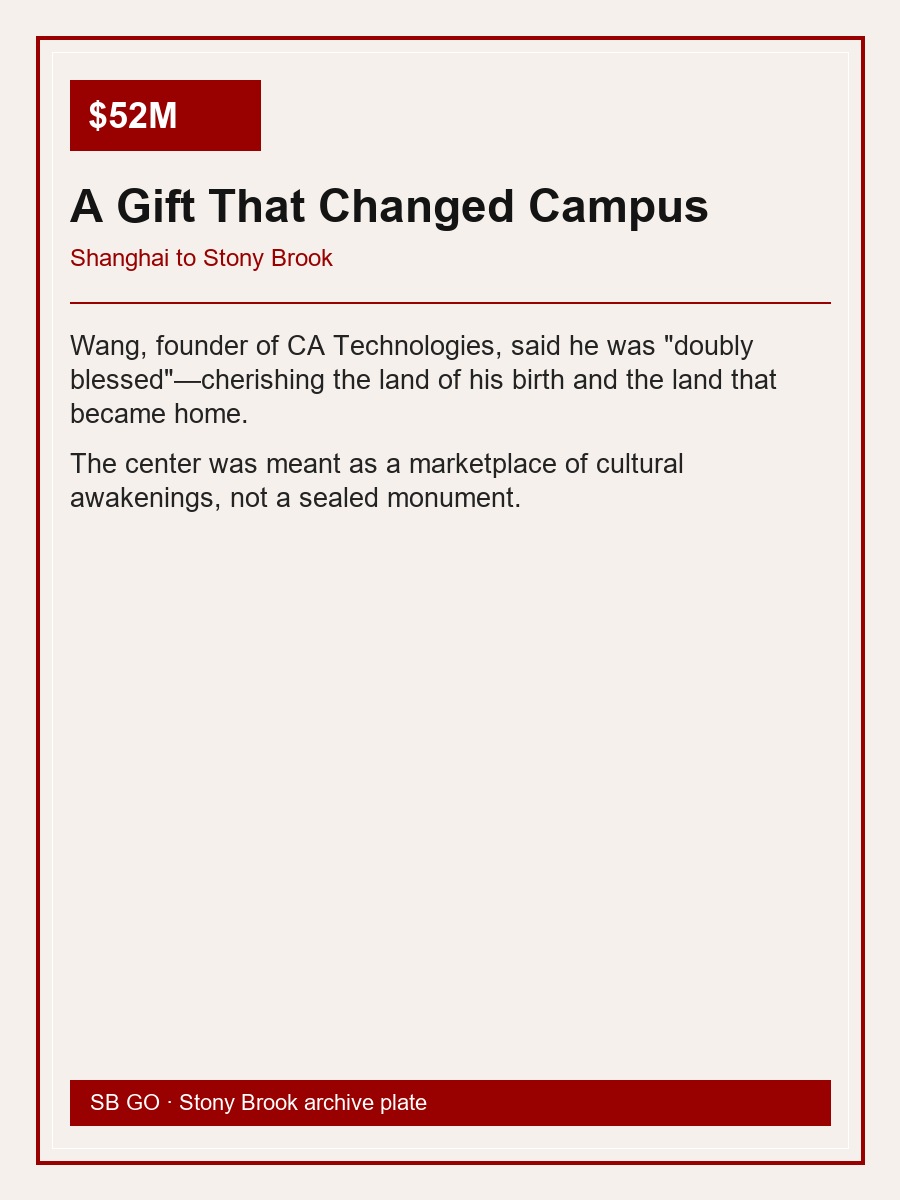 $52M
A Gift That Changed Campus
Shanghai to Stony Brook
Wang, founder of CA Technologies, said he was "doubly
blessed"—cherishing the land of his birth and the land that
became home.
The center was meant as a marketplace of cultural
awakenings, not a sealed monument.
SB GO · Stony Brook archive plate